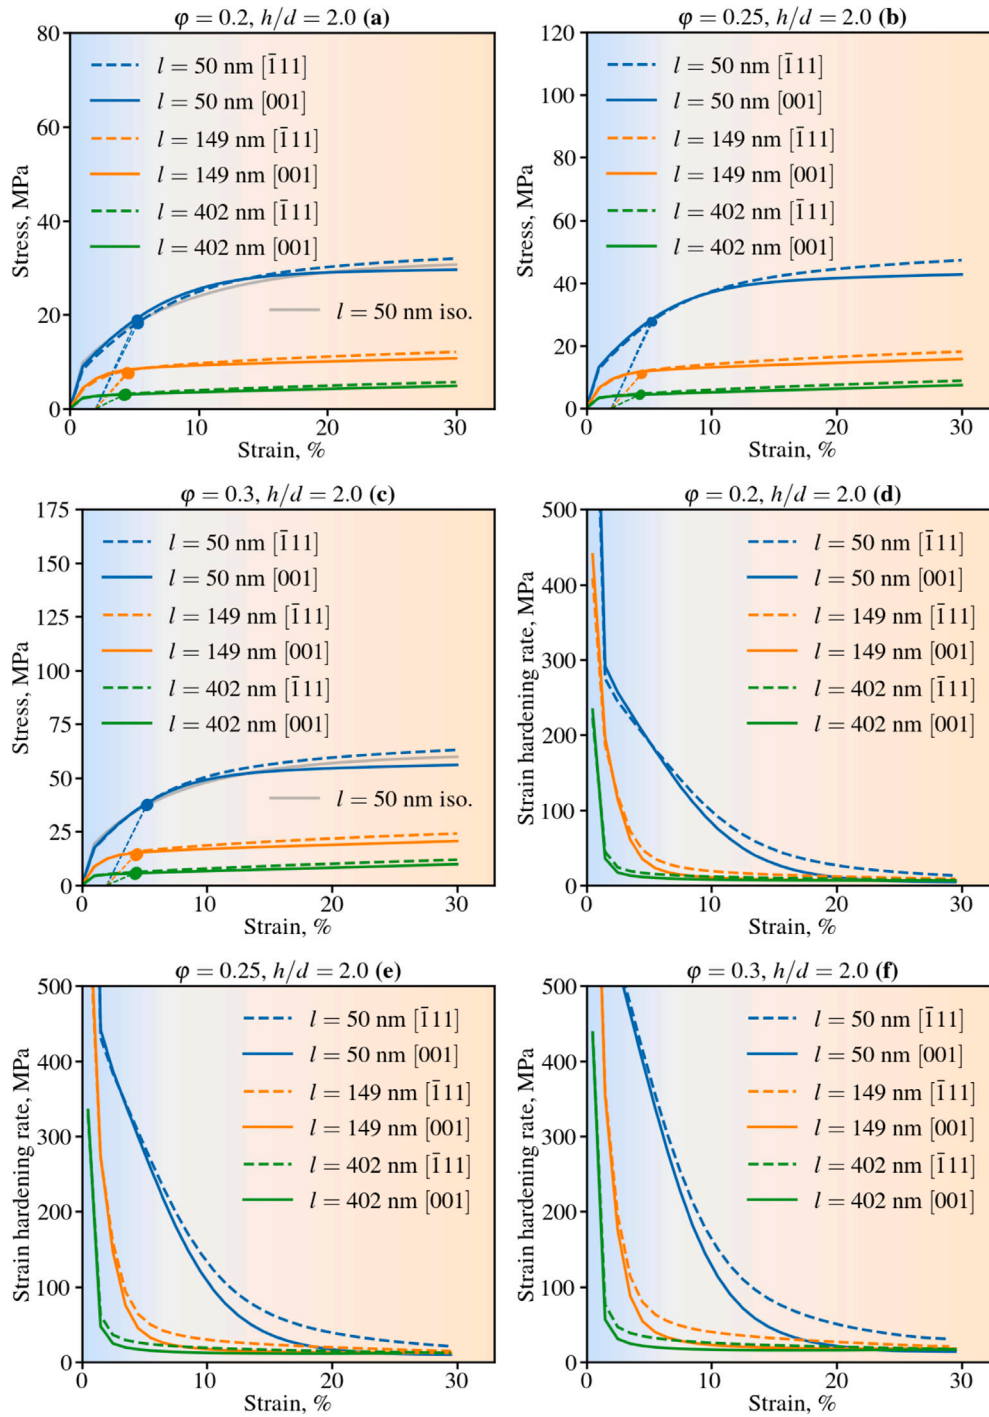 φ = 0.2, h/d = 2.0 (a)
80
60
40
20
0
Stress, MPa
l = 50 nm [1̄11]
l = 50 nm [001]
l = 149 nm [1̄11]
l = 149 nm [001]
l = 402 nm [1̄11]
l = 402 nm [001]
l = 50 nm iso.
0 10 20 30
Strain, %
φ = 0.25, h/d = 2.0 (b)
120
100
80
60
40
20
0
Stress, MPa
l = 50 nm [1̄11]
l = 50 nm [001]
l = 149 nm [1̄11]
l = 149 nm [001]
l = 402 nm [1̄11]
l = 402 nm [001]
0 10 20 30
Strain, %
φ = 0.3, h/d = 2.0 (c)
175
150
125
100
75
50
25
0
Stress, MPa
l = 50 nm [1̄11]
l = 50 nm [001]
l = 149 nm [1̄11]
l = 149 nm [001]
l = 402 nm [1̄11]
l = 402 nm [001]
l = 50 nm iso.
0 10 20 30
Strain, %
φ = 0.2, h/d = 2.0 (d)
500
400
300
200
100
0
Strain hardening rate, MPa
l = 50 nm [1̄11]
l = 50 nm [001]
l = 149 nm [1̄11]
l = 149 nm [001]
l = 402 nm [1̄11]
l = 402 nm [001]
0 10 20 30
Strain, %
φ = 0.25, h/d = 2.0 (e)
500
400
300
200
100
0
Strain hardening rate, MPa
l = 50 nm [1̄11]
l = 50 nm [001]
l = 149 nm [1̄11]
l = 149 nm [001]
l = 402 nm [1̄11]
l = 402 nm [001]
0 10 20 30
Strain, %
φ = 0.3, h/d = 2.0 (f)
500
400
300
200
100
0
Strain hardening rate, MPa
l = 50 nm [1̄11]
l = 50 nm [001]
l = 149 nm [1̄11]
l = 149 nm [001]
l = 402 nm [1̄11]
l = 402 nm [001]
0 10 20 30
Strain, %